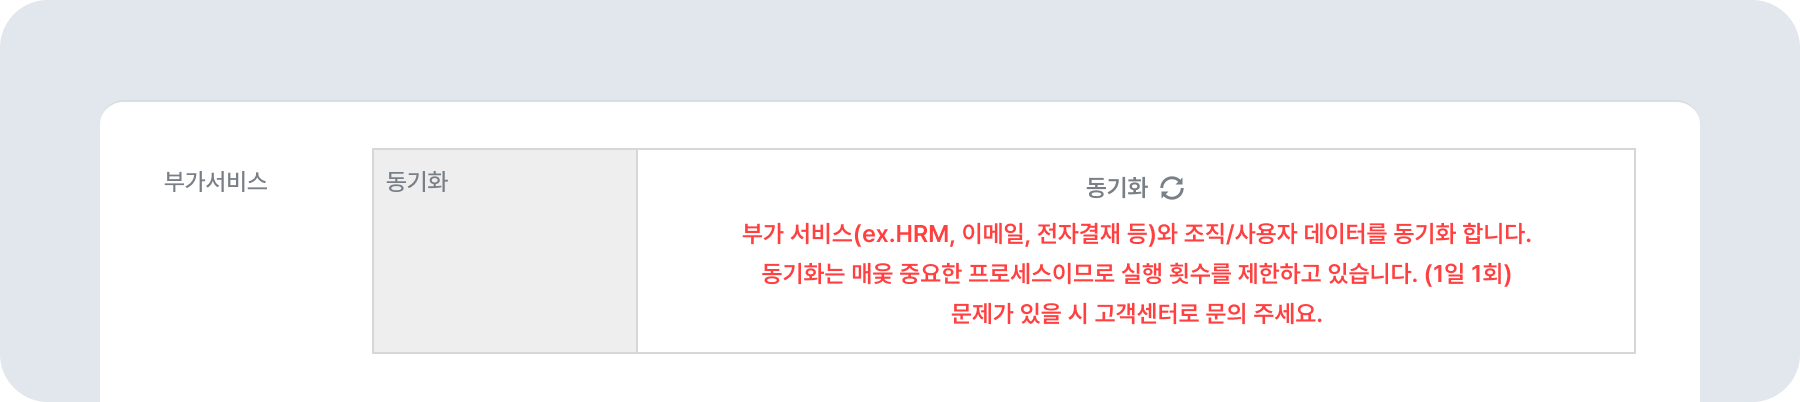 부가서비스
동기화
동기화
부가 서비스(ex.HRM, 이메일, 전자결재 등)와 조직/사용자 데이터를 동기화 합니다.
동기화는 매윷 중요한 프로세스이므로 실행 횟수를 제한하고 있습니다. (1일 1회)
문제가 있을 시 고객센터로 문의 주세요.